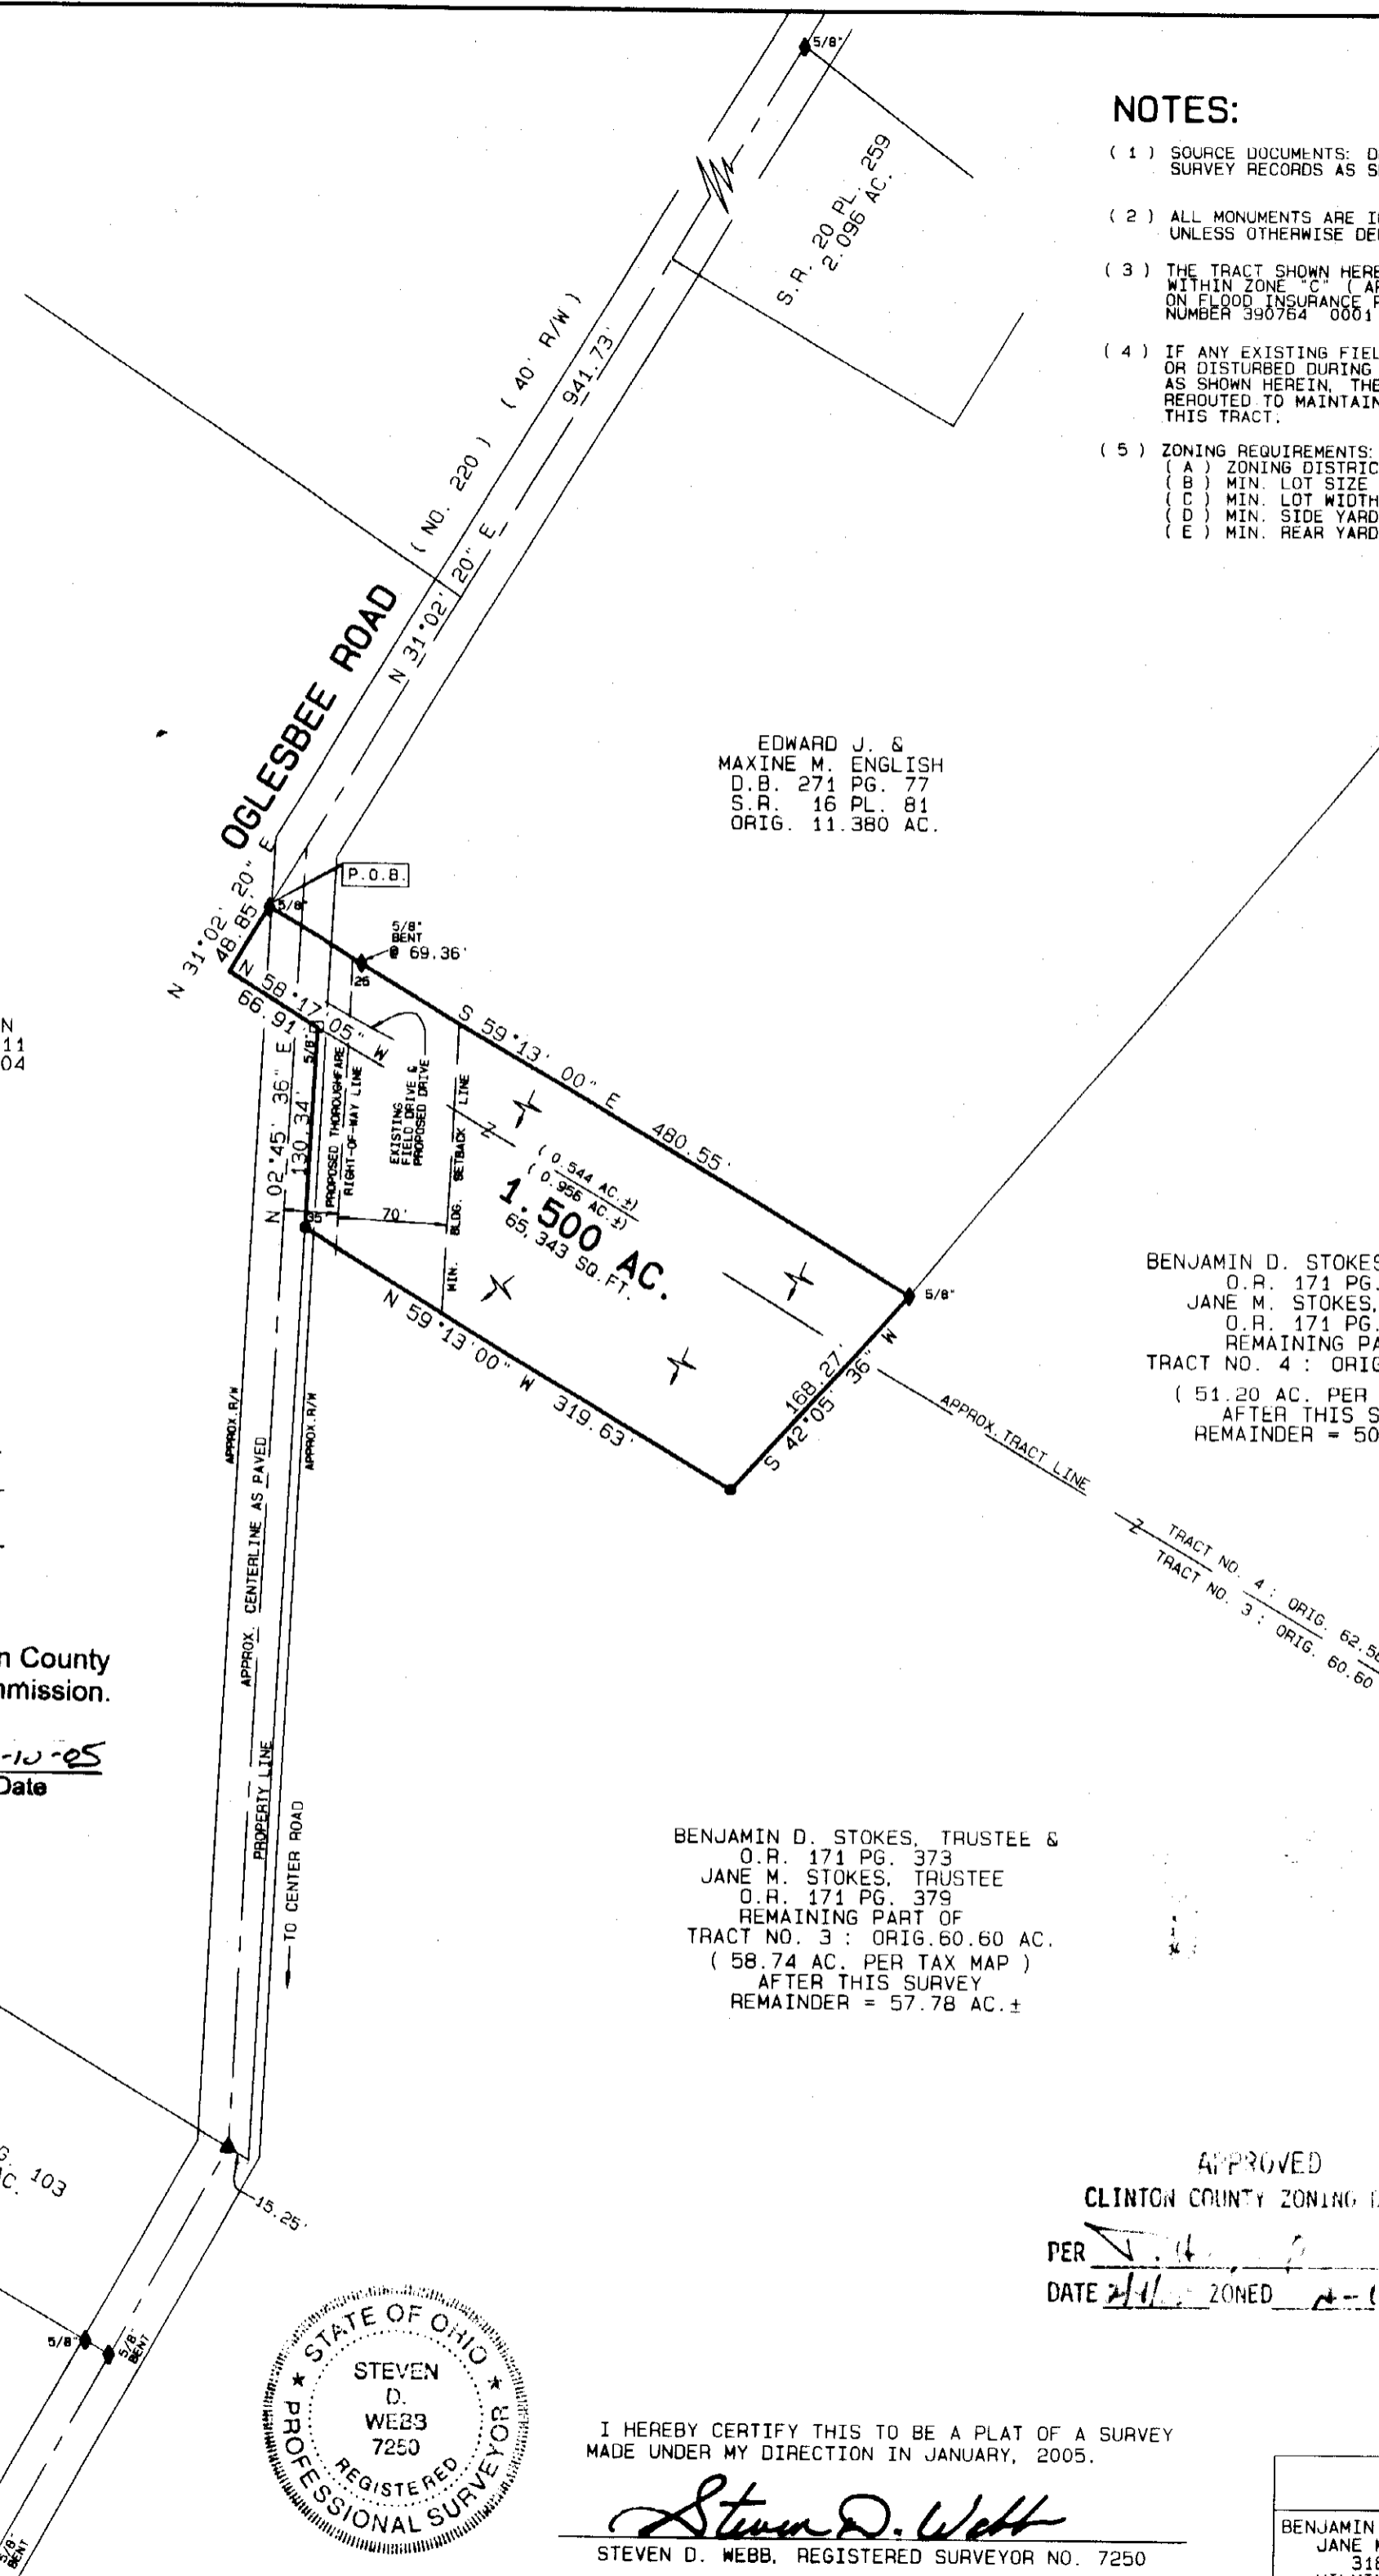 5/8"
S.R. 20 PL. 259
2.096 AC.
NOTES:
( 1 ) SOURCE DOCUMENTS:
SURVEY RECORDS AS
( 2 ) ALL MONUMENTS ARE
UNLESS OTHERWISE
( 3 ) THE TRACT SHOWN
WITHIN ZONE "C" (
ON FLOOD INSURANCE
NUMBER 390764 0001
( 4 ) IF ANY EXISTING
OR DISTURBED DURING
AS SHOWN HEREIN,
REROUTED TO MAINTAIN
THIS TRACT.
( 5 ) ZONING REQUIREMENTS:
( A ) ZONING
( B ) MIN. LOT SIZE
( C ) MIN. LOT WIDTH
( D ) MIN. SIDE YARD
( E ) MIN. REAR YARD
OGLESBEE ROAD ( NO. 220 ) ( 40' R/W )
N 31°02' 20" E 941.73'
EDWARD J. &
MAXINE M. ENGLISH
D.B. 271 PG. 77
S.R. 16 PL. 81
ORIG. 11.380 AC.
P.O.B.
5/8"
N 31°02' 20" E
48.85'
5/8"
BENT
@ 69.36'
25
N 58°17'05" W
66.91'
5/8"
N
11
04
S 59°13' 00" E 480.55'
N 02°45' 36" E
130.34'
PROPOSED THOROUGHFARE
RIGHT-OF-WAY LINE
EXISTING
FIELD DRIVE &
PROPOSED DRIVE
MIN. BLDG. SETBACK LINE
35
70'
( 0.544 AC.±)
( 0.956 AC.±)
1.500 AC.
65,343 SQ.FT.
5/8"
N 59°13'00" W 319.63'
168.27'
S 42°05' 36" W
APPROX. TRACT LINE
BENJAMIN D. STOKES
O.R. 171 PG.
JANE M. STOKES,
O.R. 171 PG.
REMAINING
TRACT NO. 4 :
( 51.20 AC. PER
AFTER THIS
REMAINDER =
TRACT NO. 4 : ORIG.
TRACT NO. 3 : ORIG. 60.60
APPROX.R/W
APPROX. CENTERLINE AS PAVED
APPROX.R/W
PROPERTY LINE
TO CENTER ROAD
County
-10-05
Date
BENJAMIN D. STOKES, TRUSTEE &
O.R. 171 PG. 373
JANE M. STOKES, TRUSTEE
O.R. 171 PG. 379
REMAINING PART OF
TRACT NO. 3 : ORIG.60.60 AC.
( 58.74 AC. PER TAX MAP )
AFTER THIS SURVEY
REMAINDER = 57.78 AC.±
103
15.25'
5/8"
5/8"
BENT
5/8"
BENT
APPROVED
CLINTON COUNTY ZONING
PER
DATE ZONED
STATE OF OHIO
STEVEN
D.
WEBB
7250
REGISTERED
PROFESSIONAL SURVEYOR
I HEREBY CERTIFY THIS TO BE A PLAT OF A SURVEY
MADE UNDER MY DIRECTION IN JANUARY, 2005.
Steven D. Webb
STEVEN D. WEBB, REGISTERED SURVEYOR NO. 7250
BENJAMIN
JANE